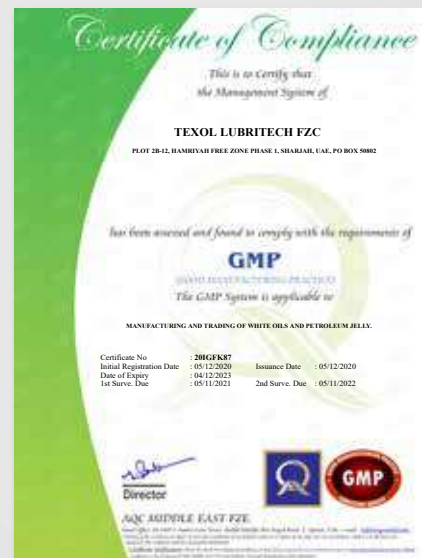 Certificate of Compliance
This is to Certify that
the Management System of
TEXOL LUBRITECH FZC
PLOT 2B-12, HAMRIYAH FREE ZONE PHASE 1, SHARJAH, UAE, PO BOX 50802
has been assessed and found to comply with the requirements of
GMP
(GOOD MANUFACTURING PRACTICE)
The GMP System is applicable to
MANUFACTURING AND TRADING OF WHITE OILS AND PETROLEUM JELLY.
Certificate No : 20IGFK87
Initial Registration Date : 05/12/2020 Issuance Date : 05/12/2020
Date of Expiry : 04/12/2023
1st Surve. Due : 05/11/2021 2nd Surve. Due : 05/11/2022
Director
GMP
AQC MIDDLE EAST FZE